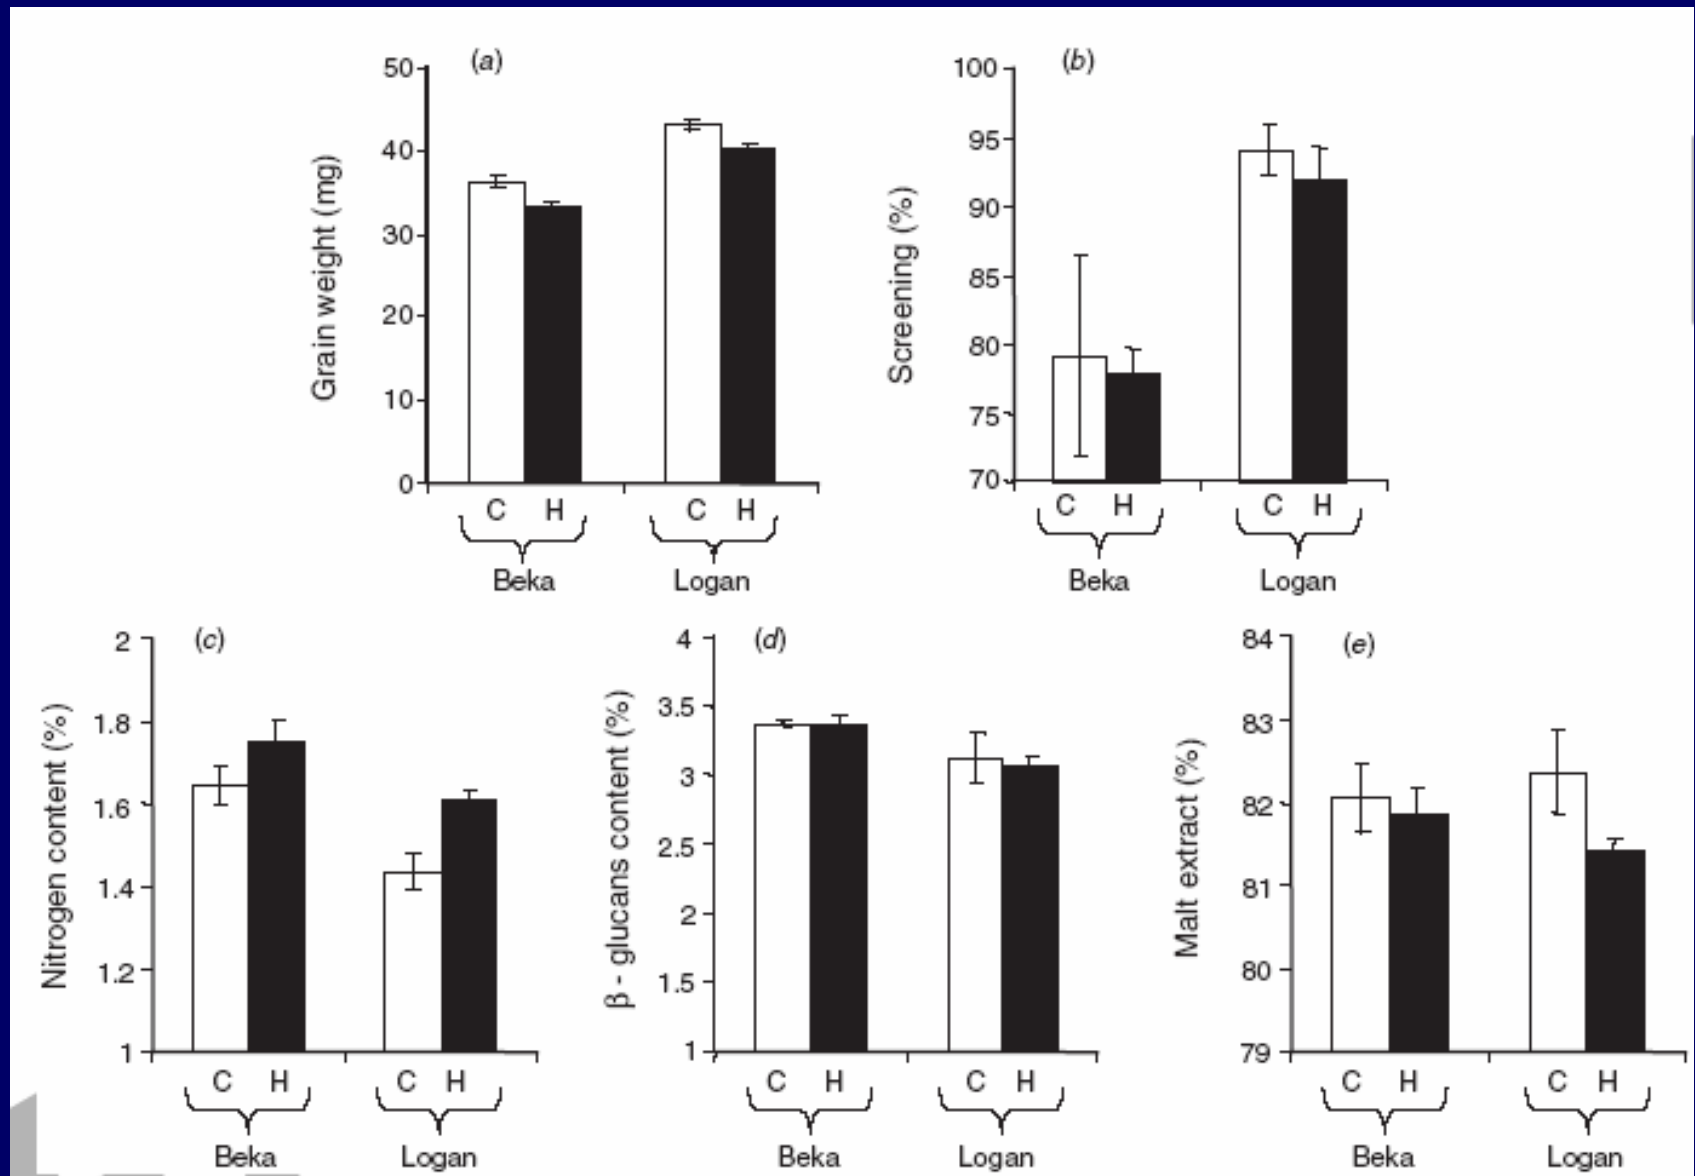 (a)
50
40
30
20
10
0
Grain weight (mg)
C H C H
Beka Logan
(b)
100
95
90
85
80
75
70
Screening (%)
C H C H
Beka Logan
(c)
2
1.8
1.6
1.4
1.2
1
Nitrogen content (%)
C H C H
Beka Logan
(d)
4
3.5
3
2.5
2
1.5
1
β - glucans content (%)
C H C H
Beka Logan
(e)
84
83
82
81
80
79
Malt extract (%)
C H C H
Beka Logan